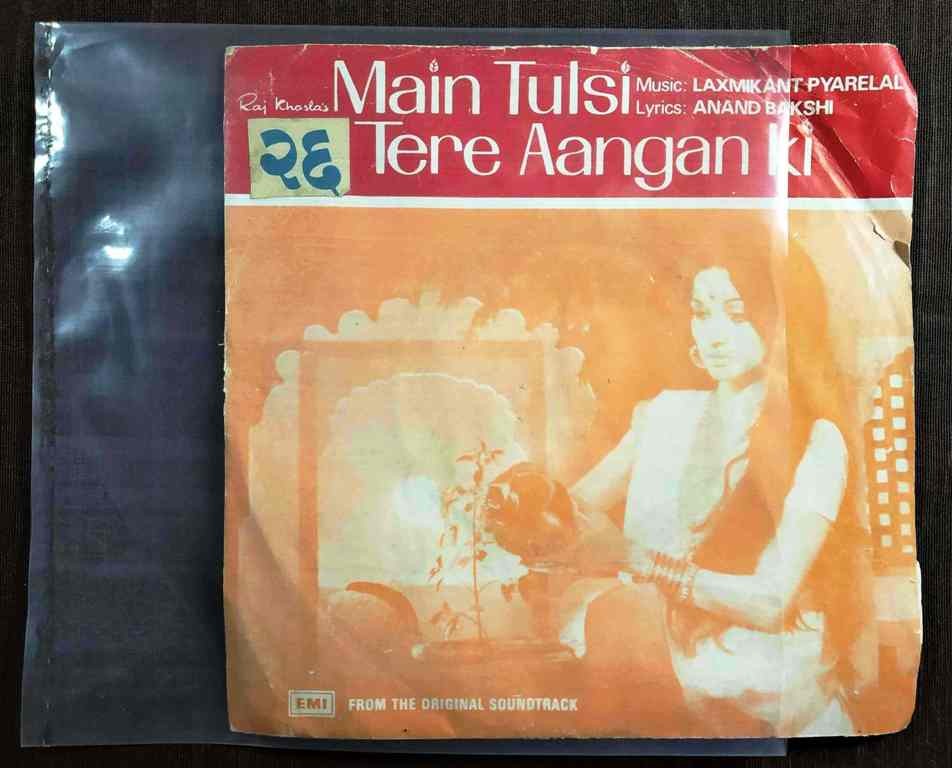 Raj Khosla's Main Tulsi
Tere Aangan Ki
Music: LAXMIKANT PYARELAL
Lyrics: ANAND BAKSHI
२६
EMI FROM THE ORIGINAL SOUNDTRACK